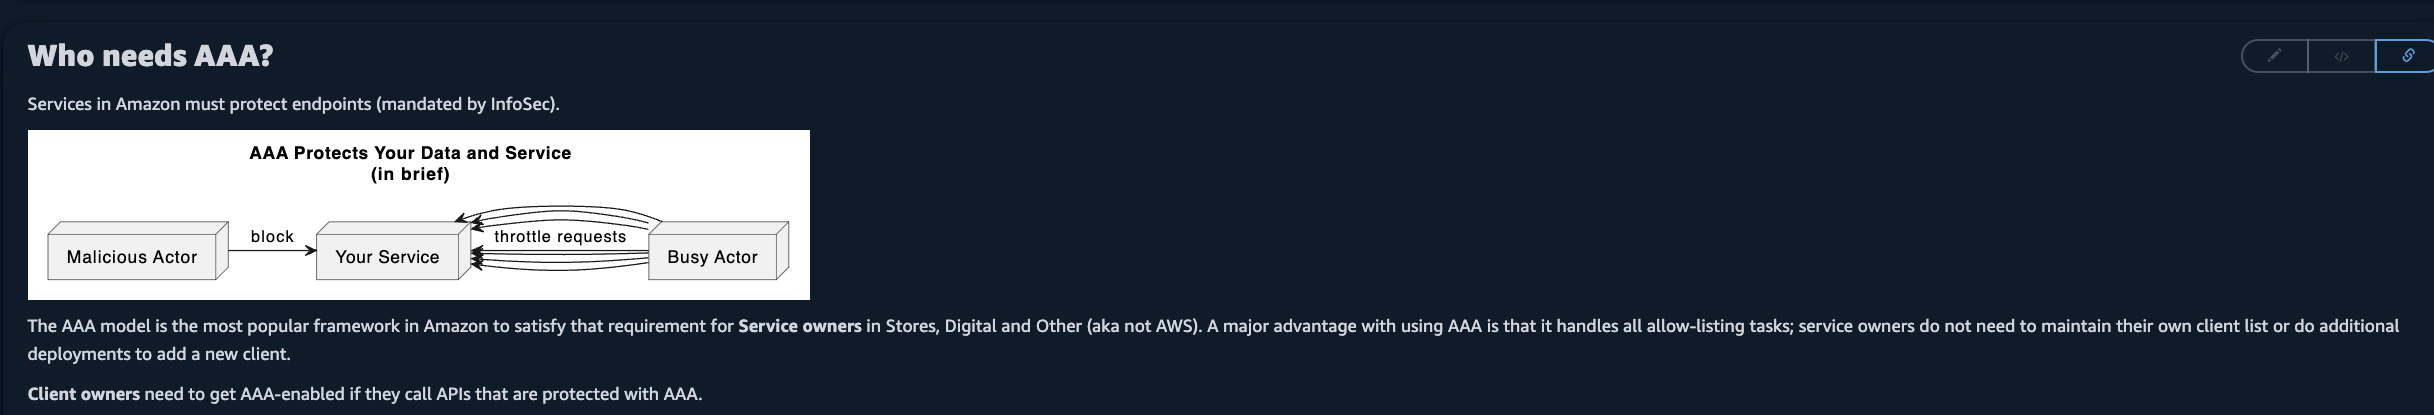 Who needs AAA?
Services in Amazon must protect endpoints (mandated by InfoSec).
AAA Protects Your Data and Service
(in brief)
Malicious Actor
block
Your Service
throttle requests
Busy Actor
The AAA model is the most popular framework in Amazon to satisfy that requirement for Service owners in Stores, Digital and Other (aka not AWS). A major advantage with using AAA is that it handles all allow-listing tasks; service owners do not need to maintain their own client list or do additional
deployments to add a new client.
Client owners need to get AAA-enabled if they call APIs that are protected with AAA.